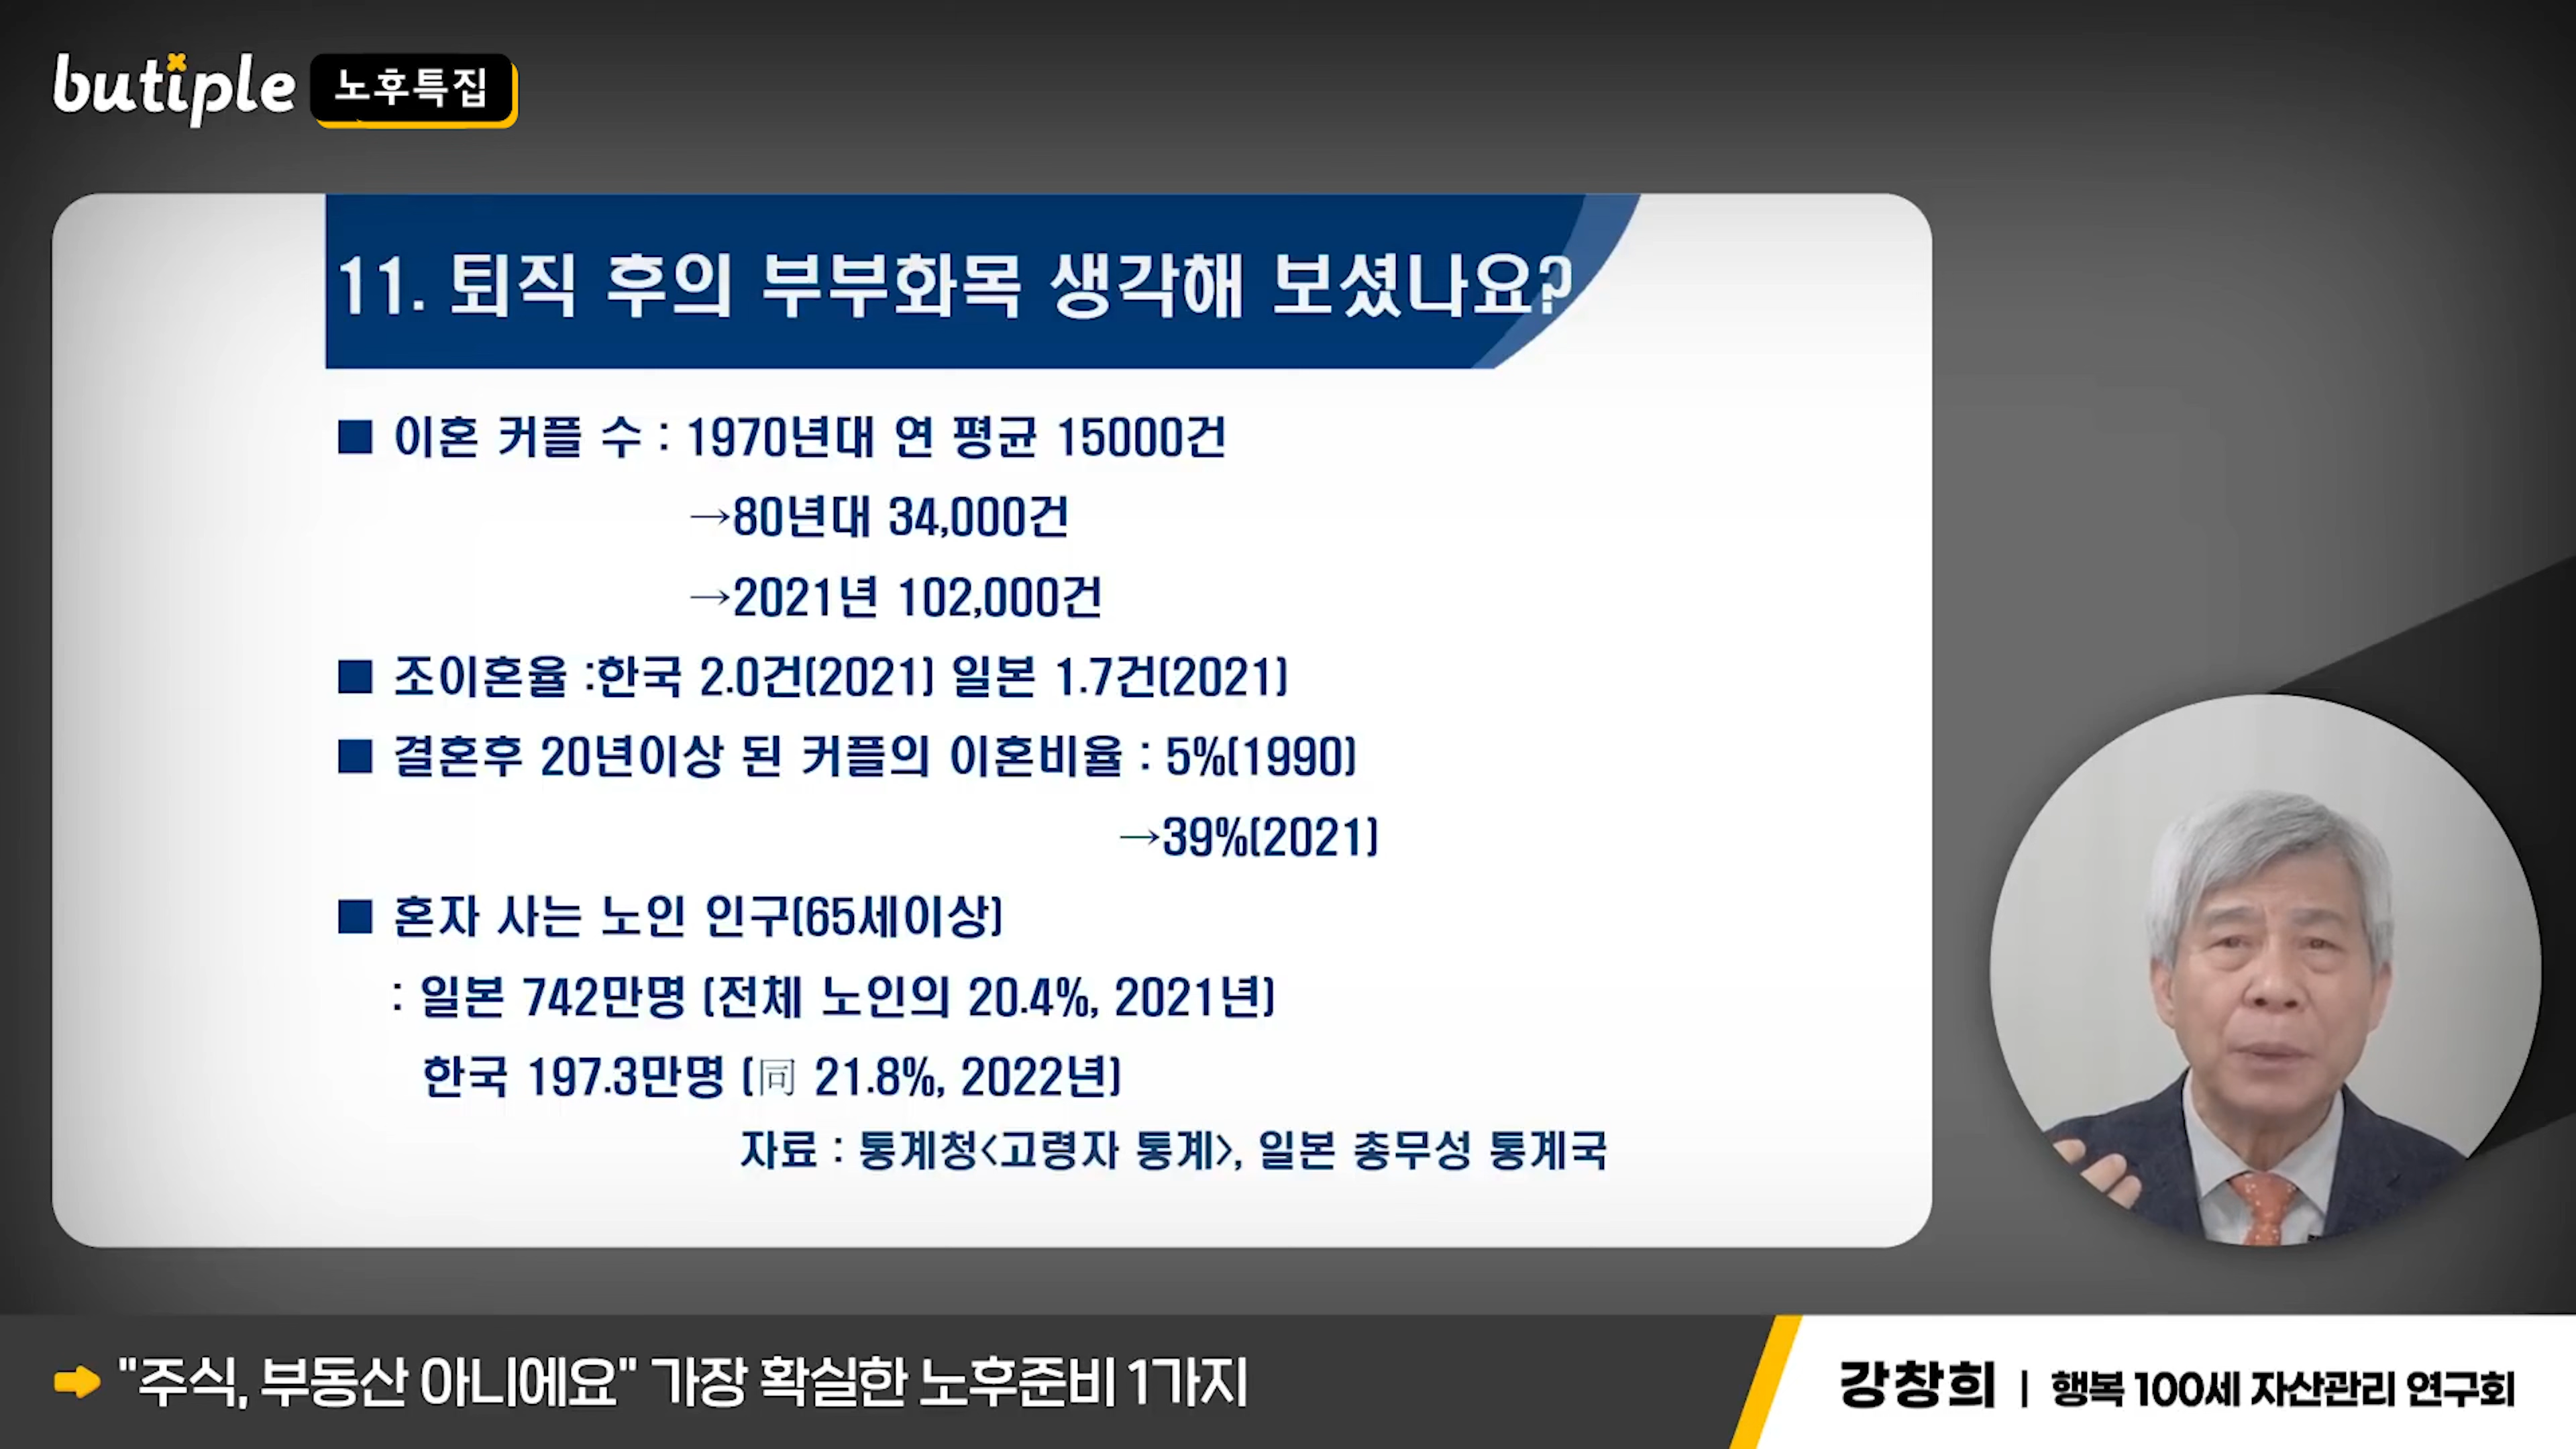 butiple 노후특집
11. 퇴직 후의 부부화목 생각해 보셨나요?
■ 이혼 커플 수 : 1970년대 연 평균 15000건
→80년대 34,000건
→2021년 102,000건
■ 조이혼율 :한국 2.0건(2021) 일본 1.7건(2021)
■ 결혼후 20년이상 된 커플의 이혼비율 : 5%(1990)
→39%(2021)
■ 혼자 사는 노인 인구(65세이상)
: 일본 742만명 (전체 노인의 20.4%, 2021년)
한국 197.3만명 (同 21.8%, 2022년)
자료 : 통계청<고령자 통계>, 일본 총무성 통계국
"주식, 부동산 아니에요" 가장 확실한 노후준비 1가지
강창희 | 행복 100세 자산관리 연구회